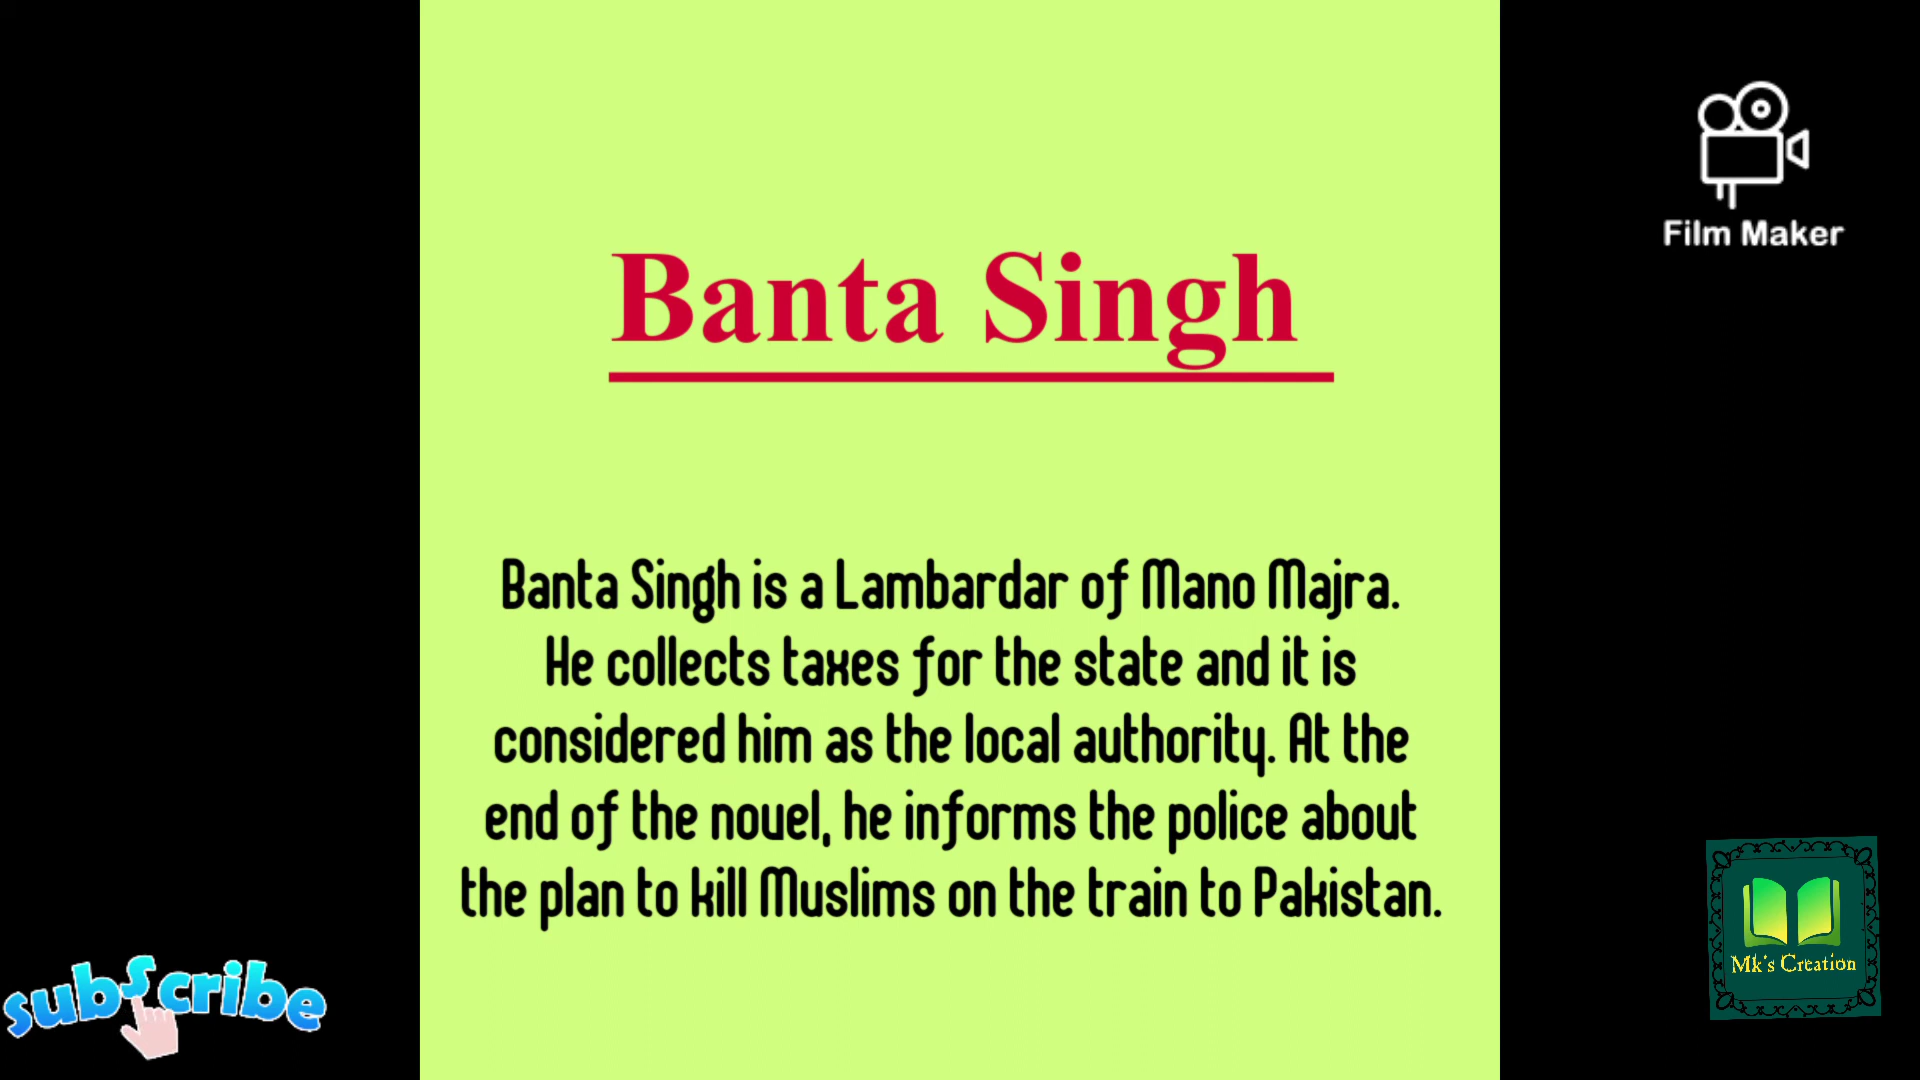 Film Maker
Banta Singh
Banta Singh is a Lambardar of Mano Majra.
He collects taxes for the state and it is
considered him as the local authority. At the
end of the novel, he informs the police about
the plan to kill Muslims on the train to Pakistan.
subscribe
Mk's Creation